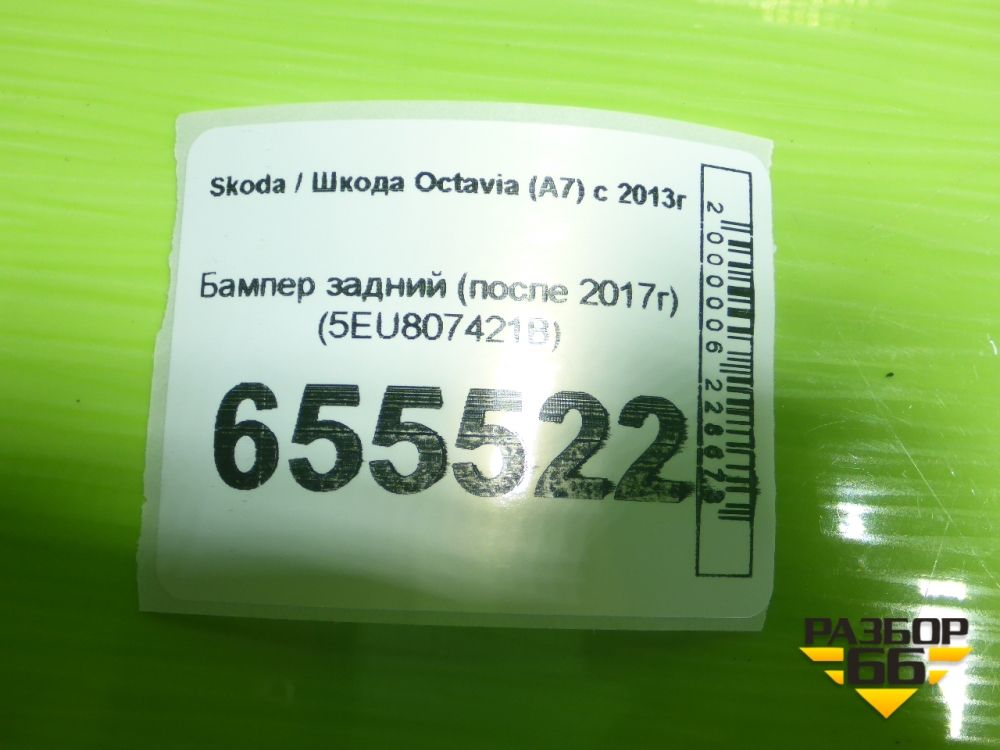 Skoda / Шкода Octavia (A7) с 2013г
Бампер задний (после 2017г)
(5EU807421B)
655522
РАЗБОР
66